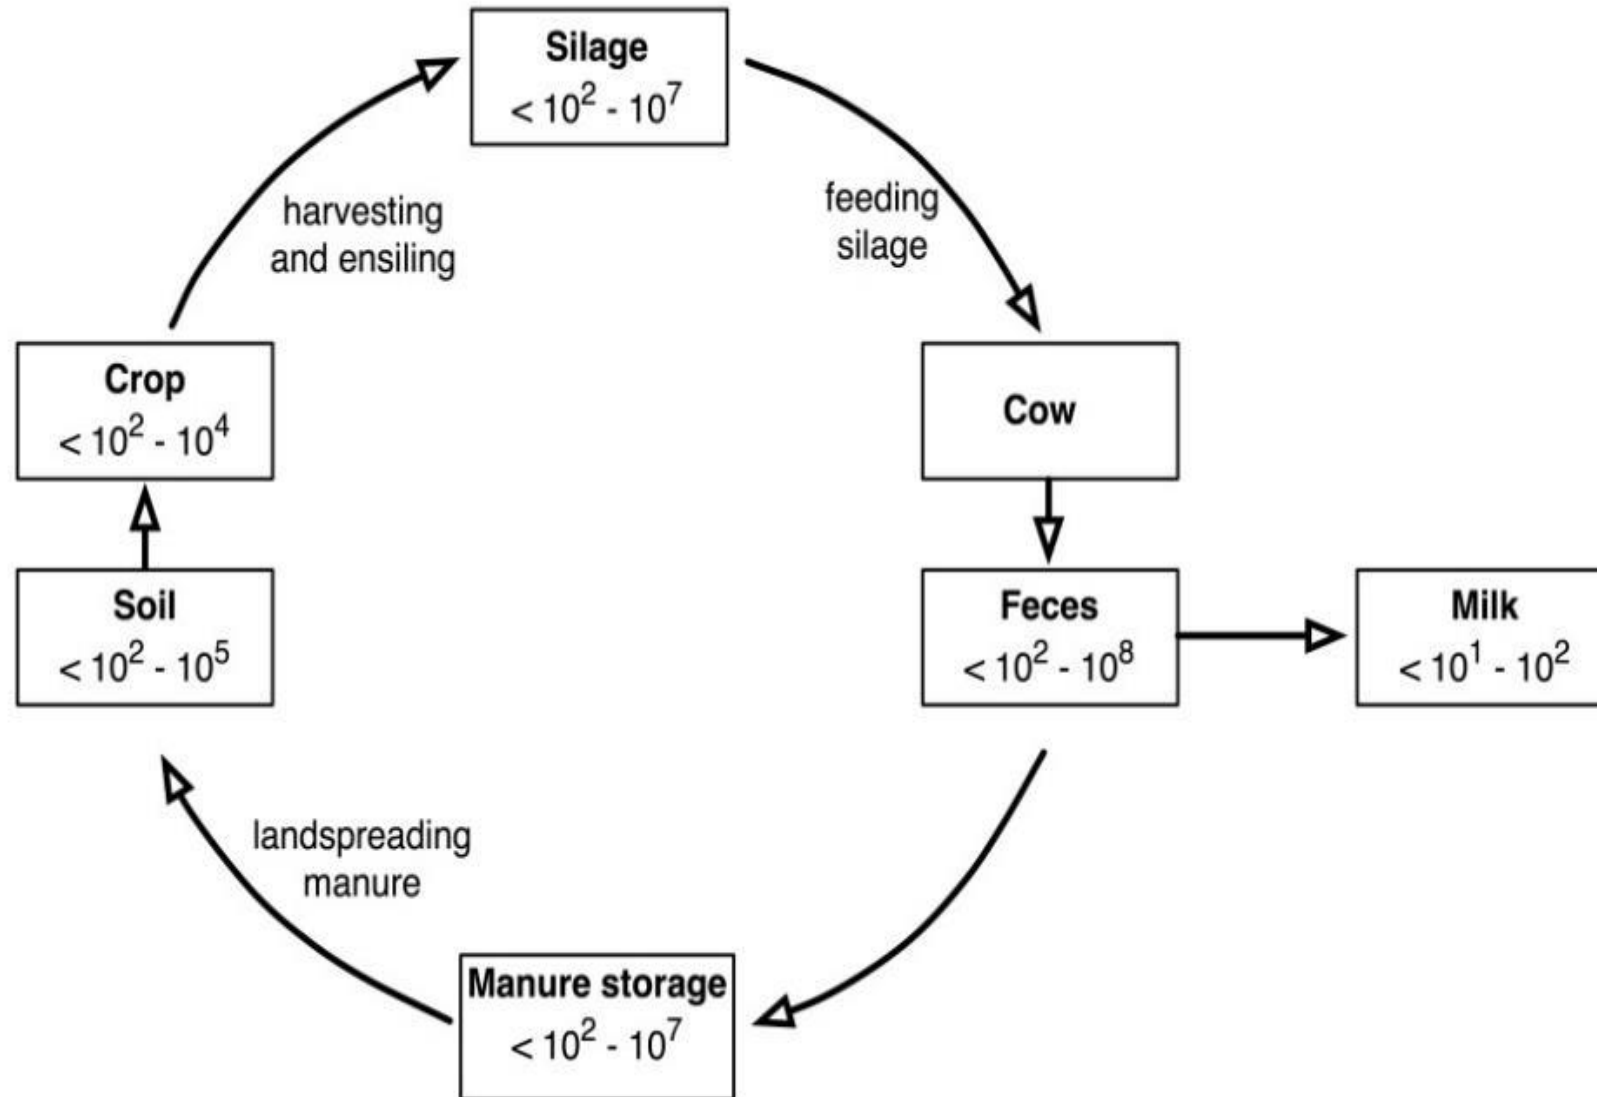 Silage
< 10² - 10⁷
harvesting
and ensiling
feeding
silage
Crop
< 10² - 10⁴
Cow
Soil
< 10² - 10⁵
Feces
< 10² - 10⁸
Milk
< 10¹ - 10²
landspreading
manure
Manure storage
< 10² - 10⁷